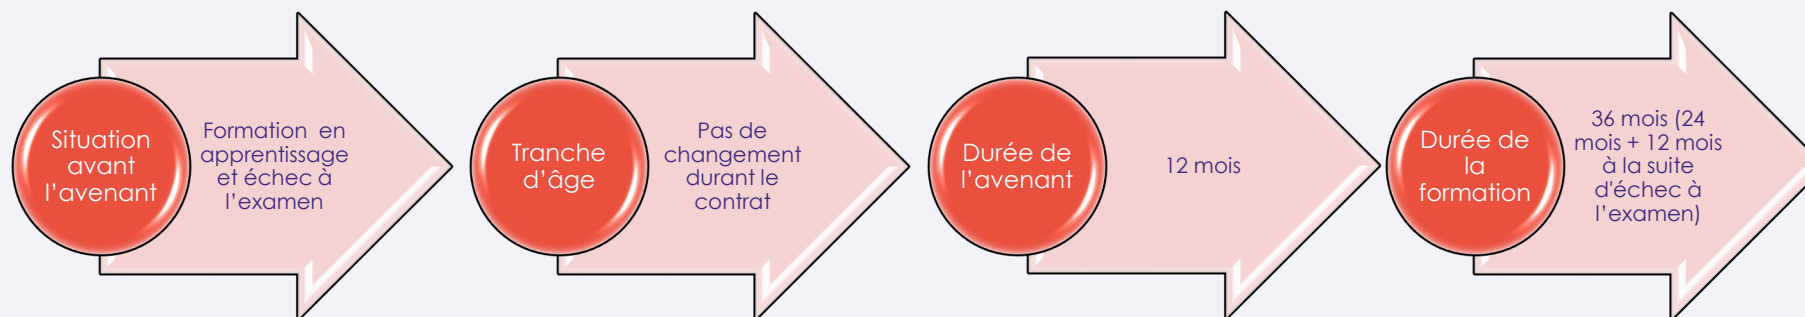 Situation
avant
l’avenant
Formation en
apprentissage
et échec à
l’examen
Tranche
d’âge
Pas de
changement
durant le
contrat
Durée de
l’avenant
12 mois
Durée de
la
formation
36 mois (24
mois + 12 mois
à la suite
d'échec à
l’examen)